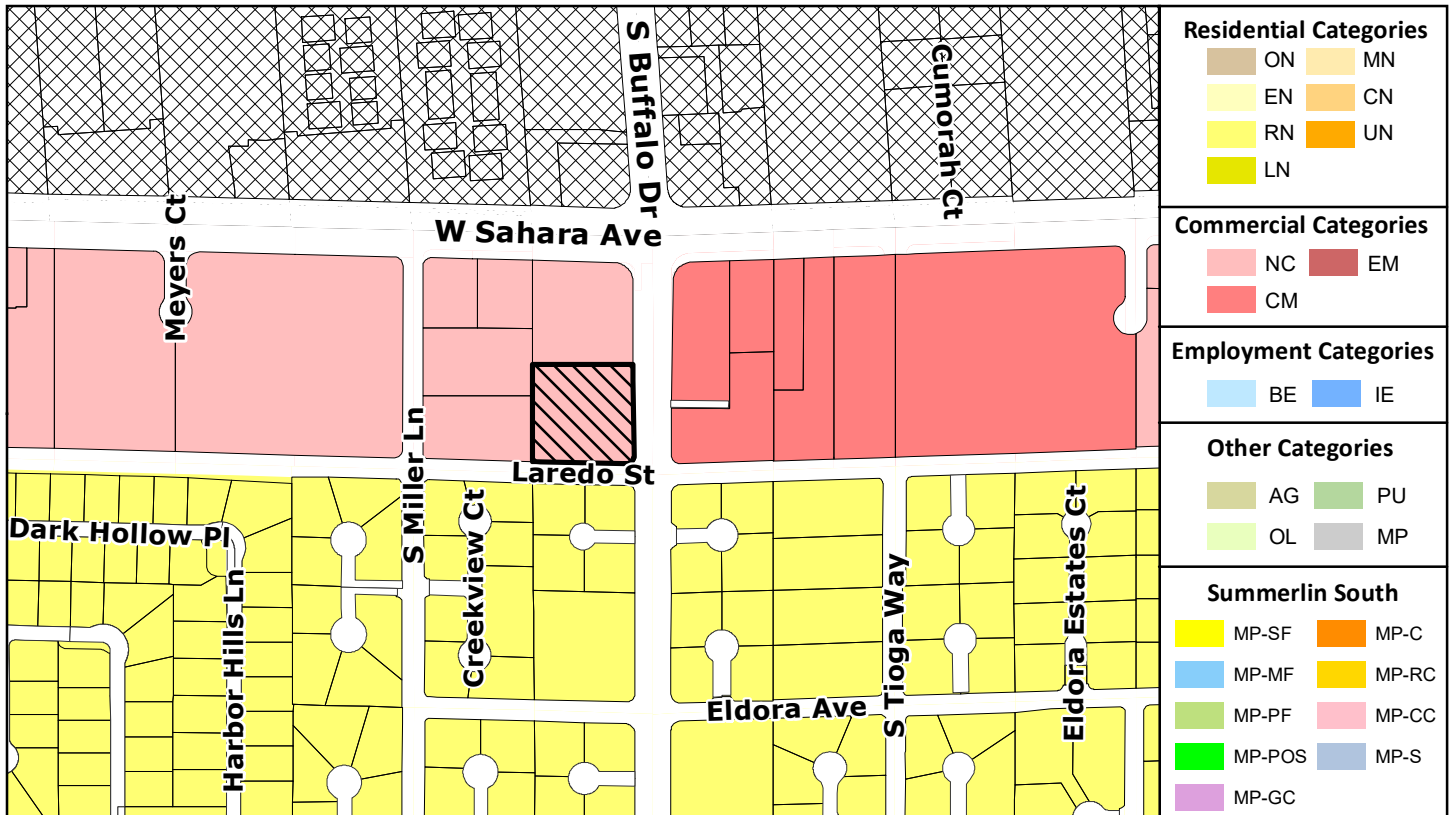 S Buffalo Dr
Cumorah Ct
Meyers Ct
W Sahara Ave
S Miller Ln
Laredo St
Dark Hollow Pl
Harbor Hills Ln
Creekview Ct
S Tioga Way
Eldora Estates Ct
Eldora Ave
Residential Categories
ON MN
EN CN
RN UN
LN
Commercial Categories
NC EM
CM
Employment Categories
BE IE
Other Categories
AG PU
OL MP
Summerlin South
MP-SF MP-C
MP-MF MP-RC
MP-PF MP-CC
MP-POS MP-S
MP-GC